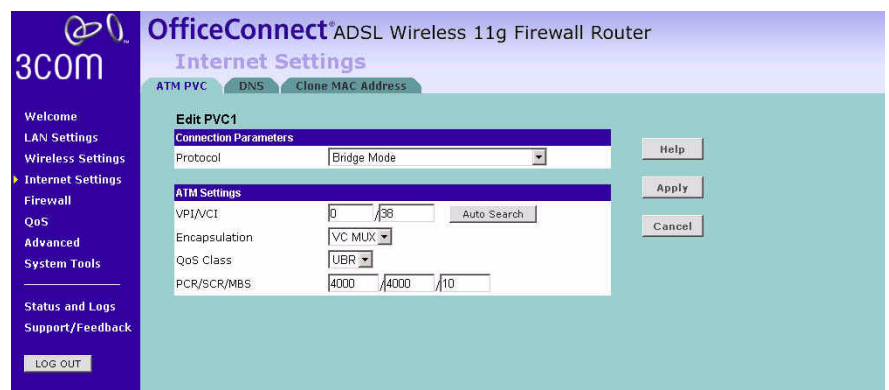 3COM
OfficeConnect® ADSL Wireless 11g Firewall Router
Internet Settings
ATM PVC DNS Clone MAC Address
Welcome
LAN Settings
Wireless Settings
Internet Settings
Firewall
QoS
Advanced
System Tools
Status and Logs
Support/Feedback
LOG OUT
Edit PVC1
Connection Parameters
Protocol Bridge Mode
ATM Settings
VPI/VCI 0 /38 Auto Search
Encapsulation VC MUX
QoS Class UBR
PCR/SCR/MBS 4000 /4000 /10
Help
Apply
Cancel